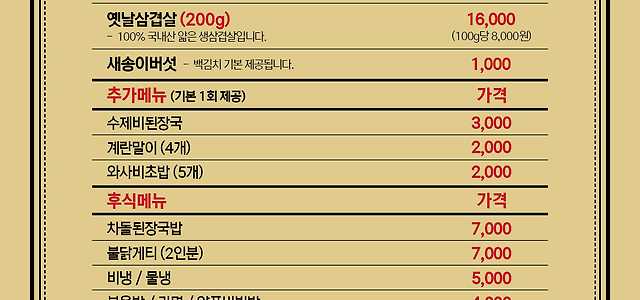 옛날삼겹살 (200g) 16,000
- 100% 국내산 얇은 생삼겹살입니다. (100g당 8,000원)
새송이버섯 - 백김치 기본 제공됩니다. 1,000
추가메뉴 (기본 1회 제공) 가격
수제비된장국 3,000
계란말이 (4개) 2,000
와사비초밥 (5개) 2,000
후식메뉴 가격
차돌된장국밥 7,000
불닭게티 (2인분) 7,000
비냉 / 물냉 5,000